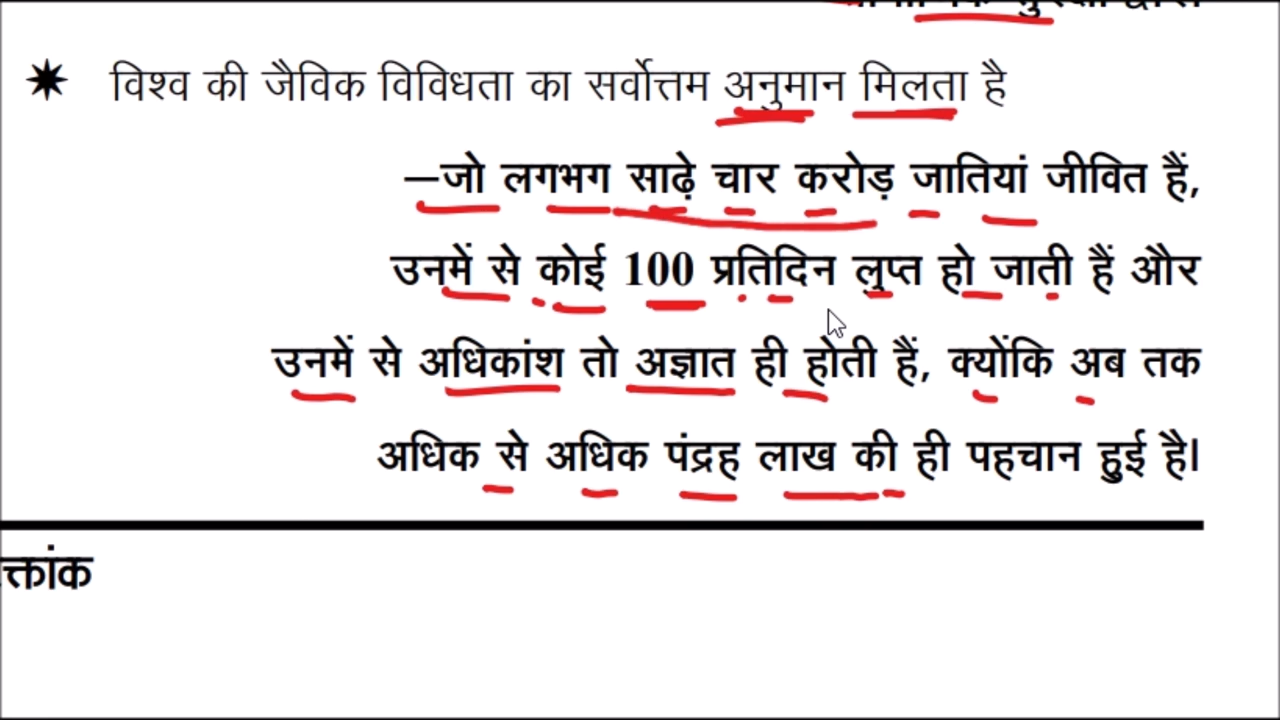 ✷ विश्व की जैविक विविधता का सर्वोत्तम अनुमान मिलता है
–जो लगभग साढ़े चार करोड़ जातियां जीवित हैं,
उनमें से कोई 100 प्रतिदिन लुप्त हो जाती हैं और
उनमें से अधिकांश तो अज्ञात ही होती हैं, क्योंकि अब तक
अधिक से अधिक पंद्रह लाख की ही पहचान हुई है।